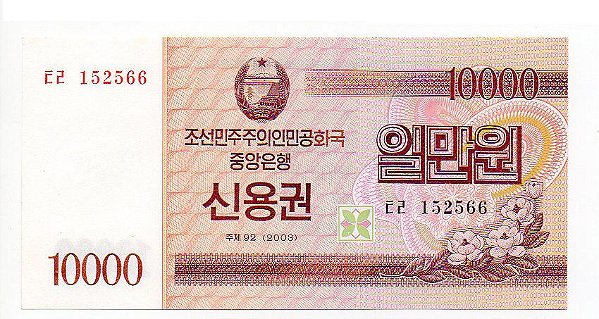 ㄷㄹ 152566
10000
조선민주주의인민공화국
중앙은행
일만원
신용권
ㄷㄹ 152566
주체 92 (2003)
10000